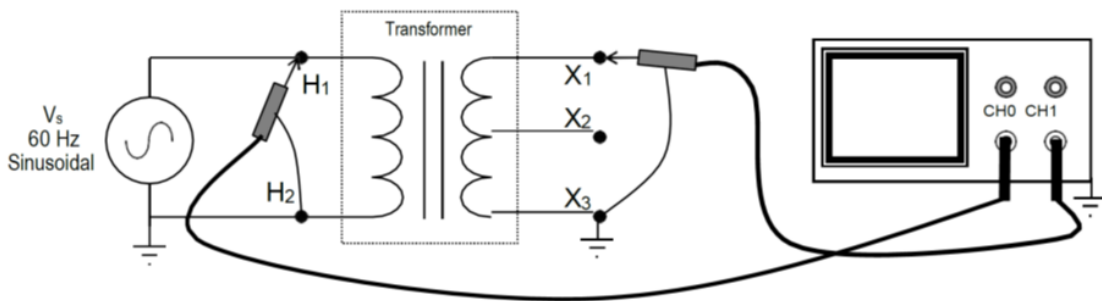 Transformer
H₁
X₁
Vₛ
60 Hz
Sinusoidal
CH0 CH1
X₂
H₂
X₃